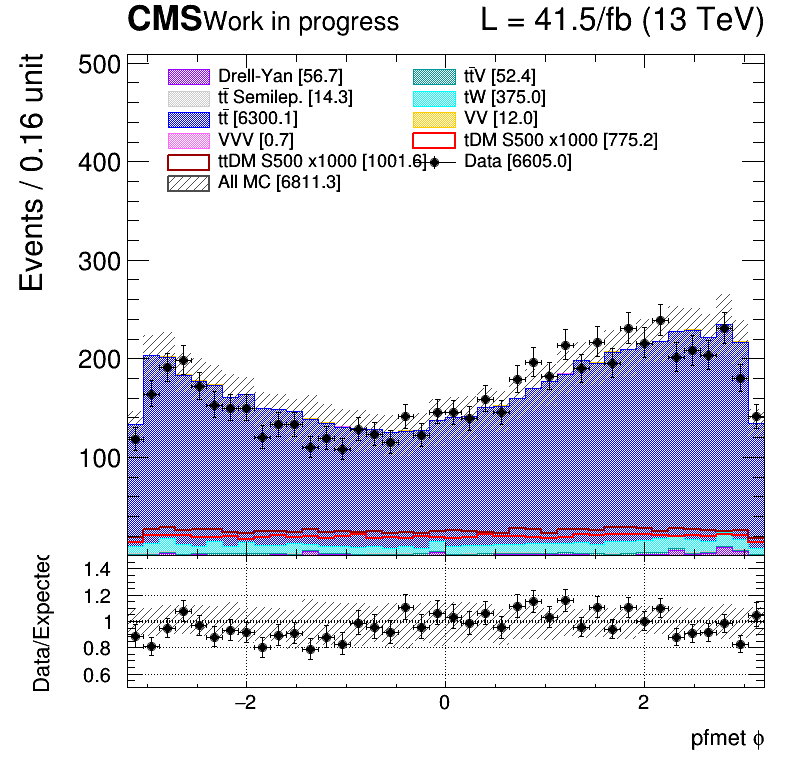 CMS Work in progress L = 41.5/fb (13 TeV)
Events / 0.16 unit
500
400
300
200
100
Drell-Yan [56.7]
tt̄V [52.4]
tt̄ Semilep. [14.3]
tW [375.0]
tt̄ [6300.1]
VV [12.0]
VVV [0.7]
tDM S500 x1000 [775.2]
ttDM S500 x1000 [1001.6]
Data [6605.0]
All MC [6811.3]
Data/Expected
1.4
1.2
1
0.8
0.6
−2 0 2
pfmet ϕ